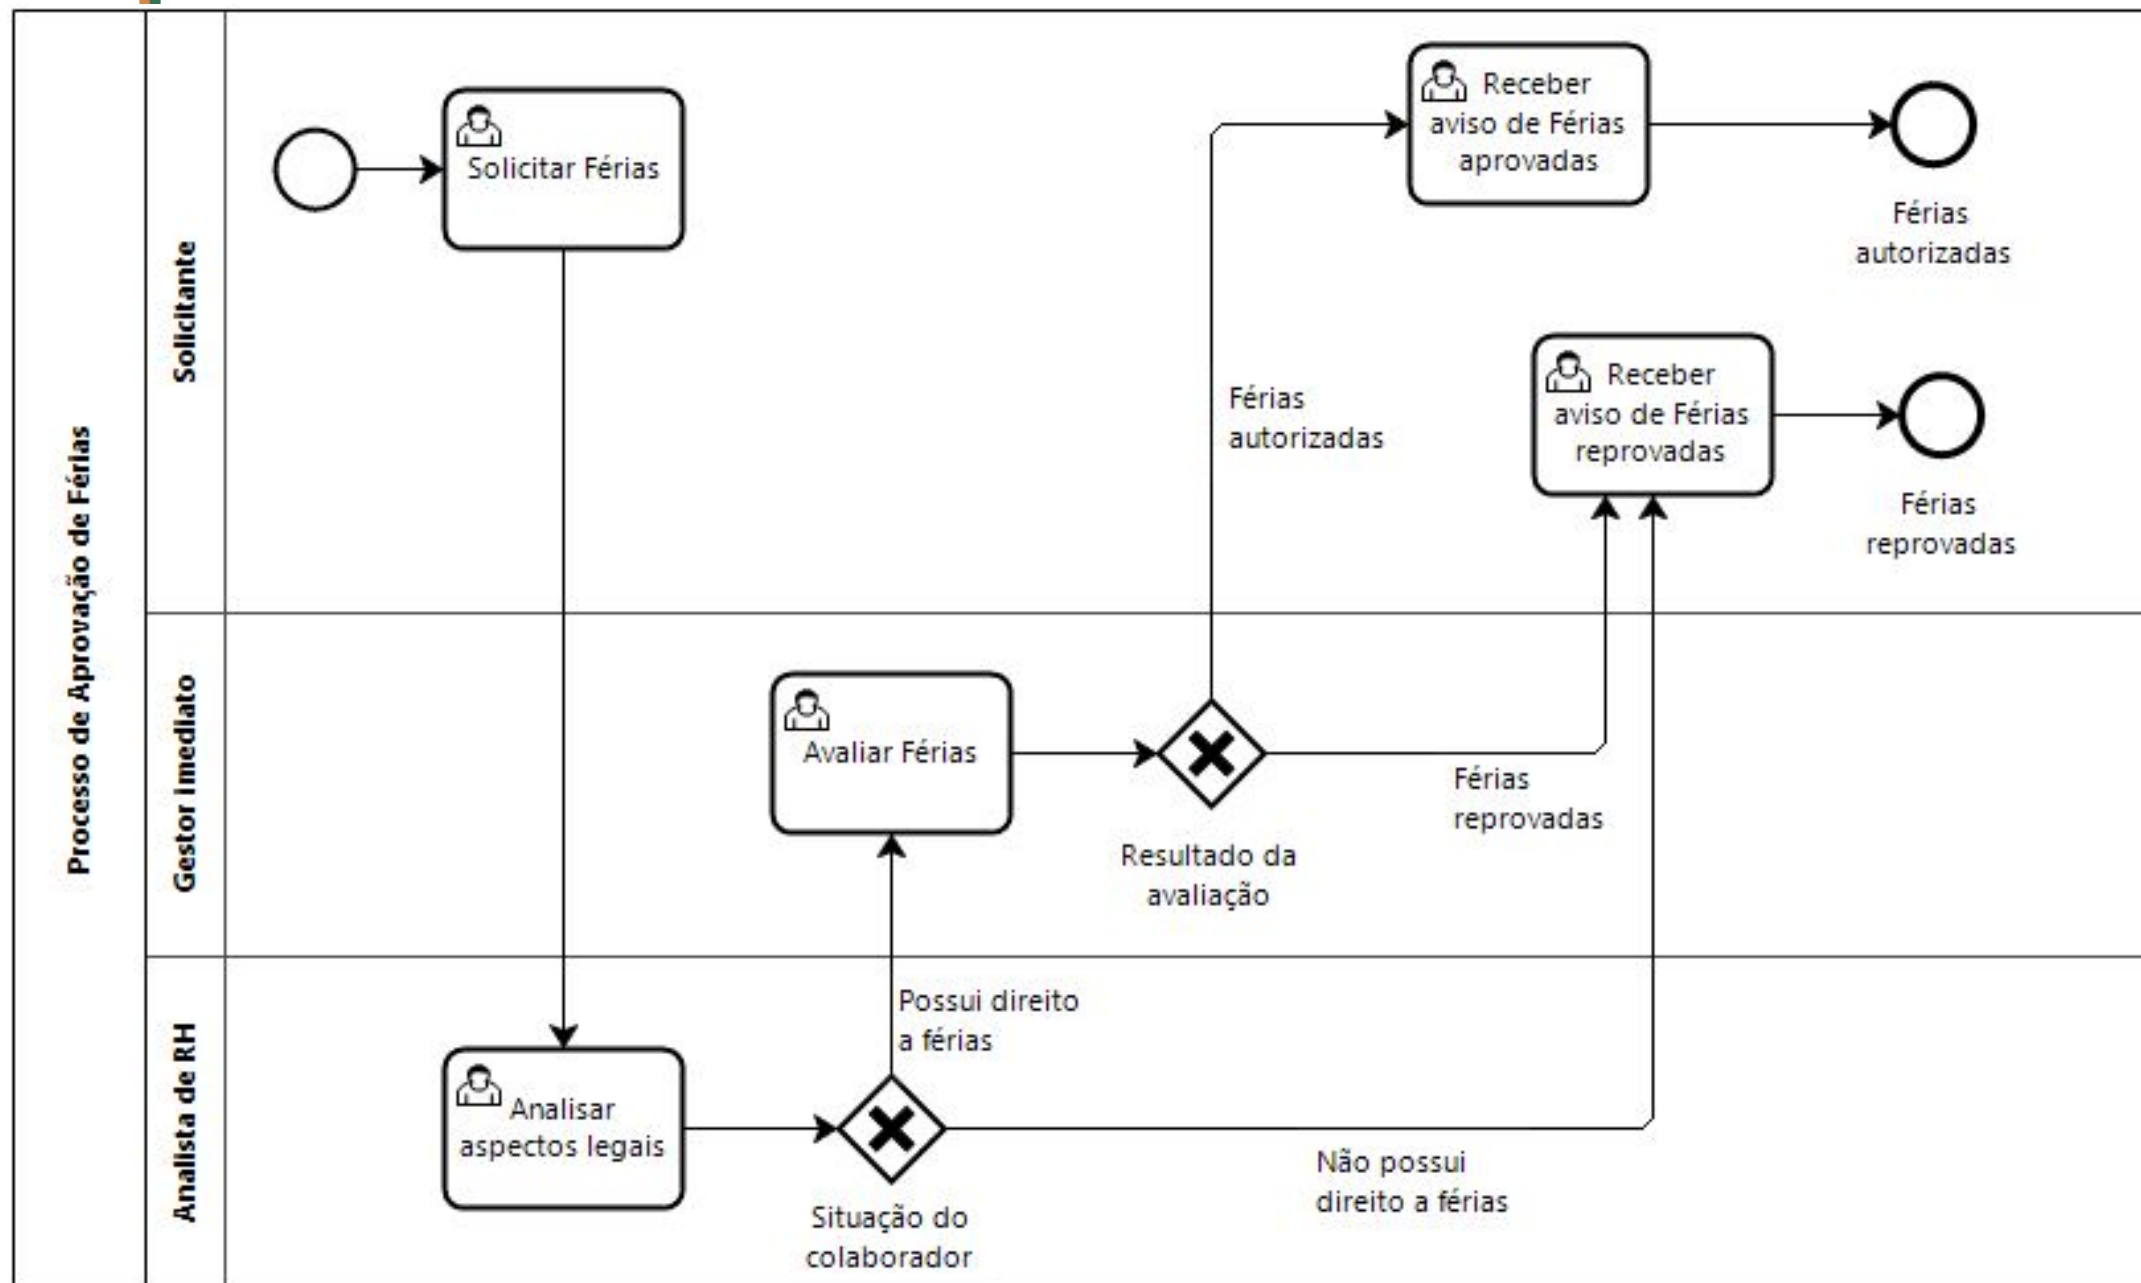 Processo de Aprovação de Férias
Solicitante
Solicitar Férias
Receber
aviso de Férias
aprovadas
Férias
autorizadas
Férias
autorizadas
Receber
aviso de Férias
reprovadas
Férias
reprovadas
Gestor imediato
Avaliar Férias
Resultado da
avaliação
Férias
reprovadas
Analista de RH
Analisar
aspectos legais
Possui direito
a férias
Situação do
colaborador
Não possui
direito a férias